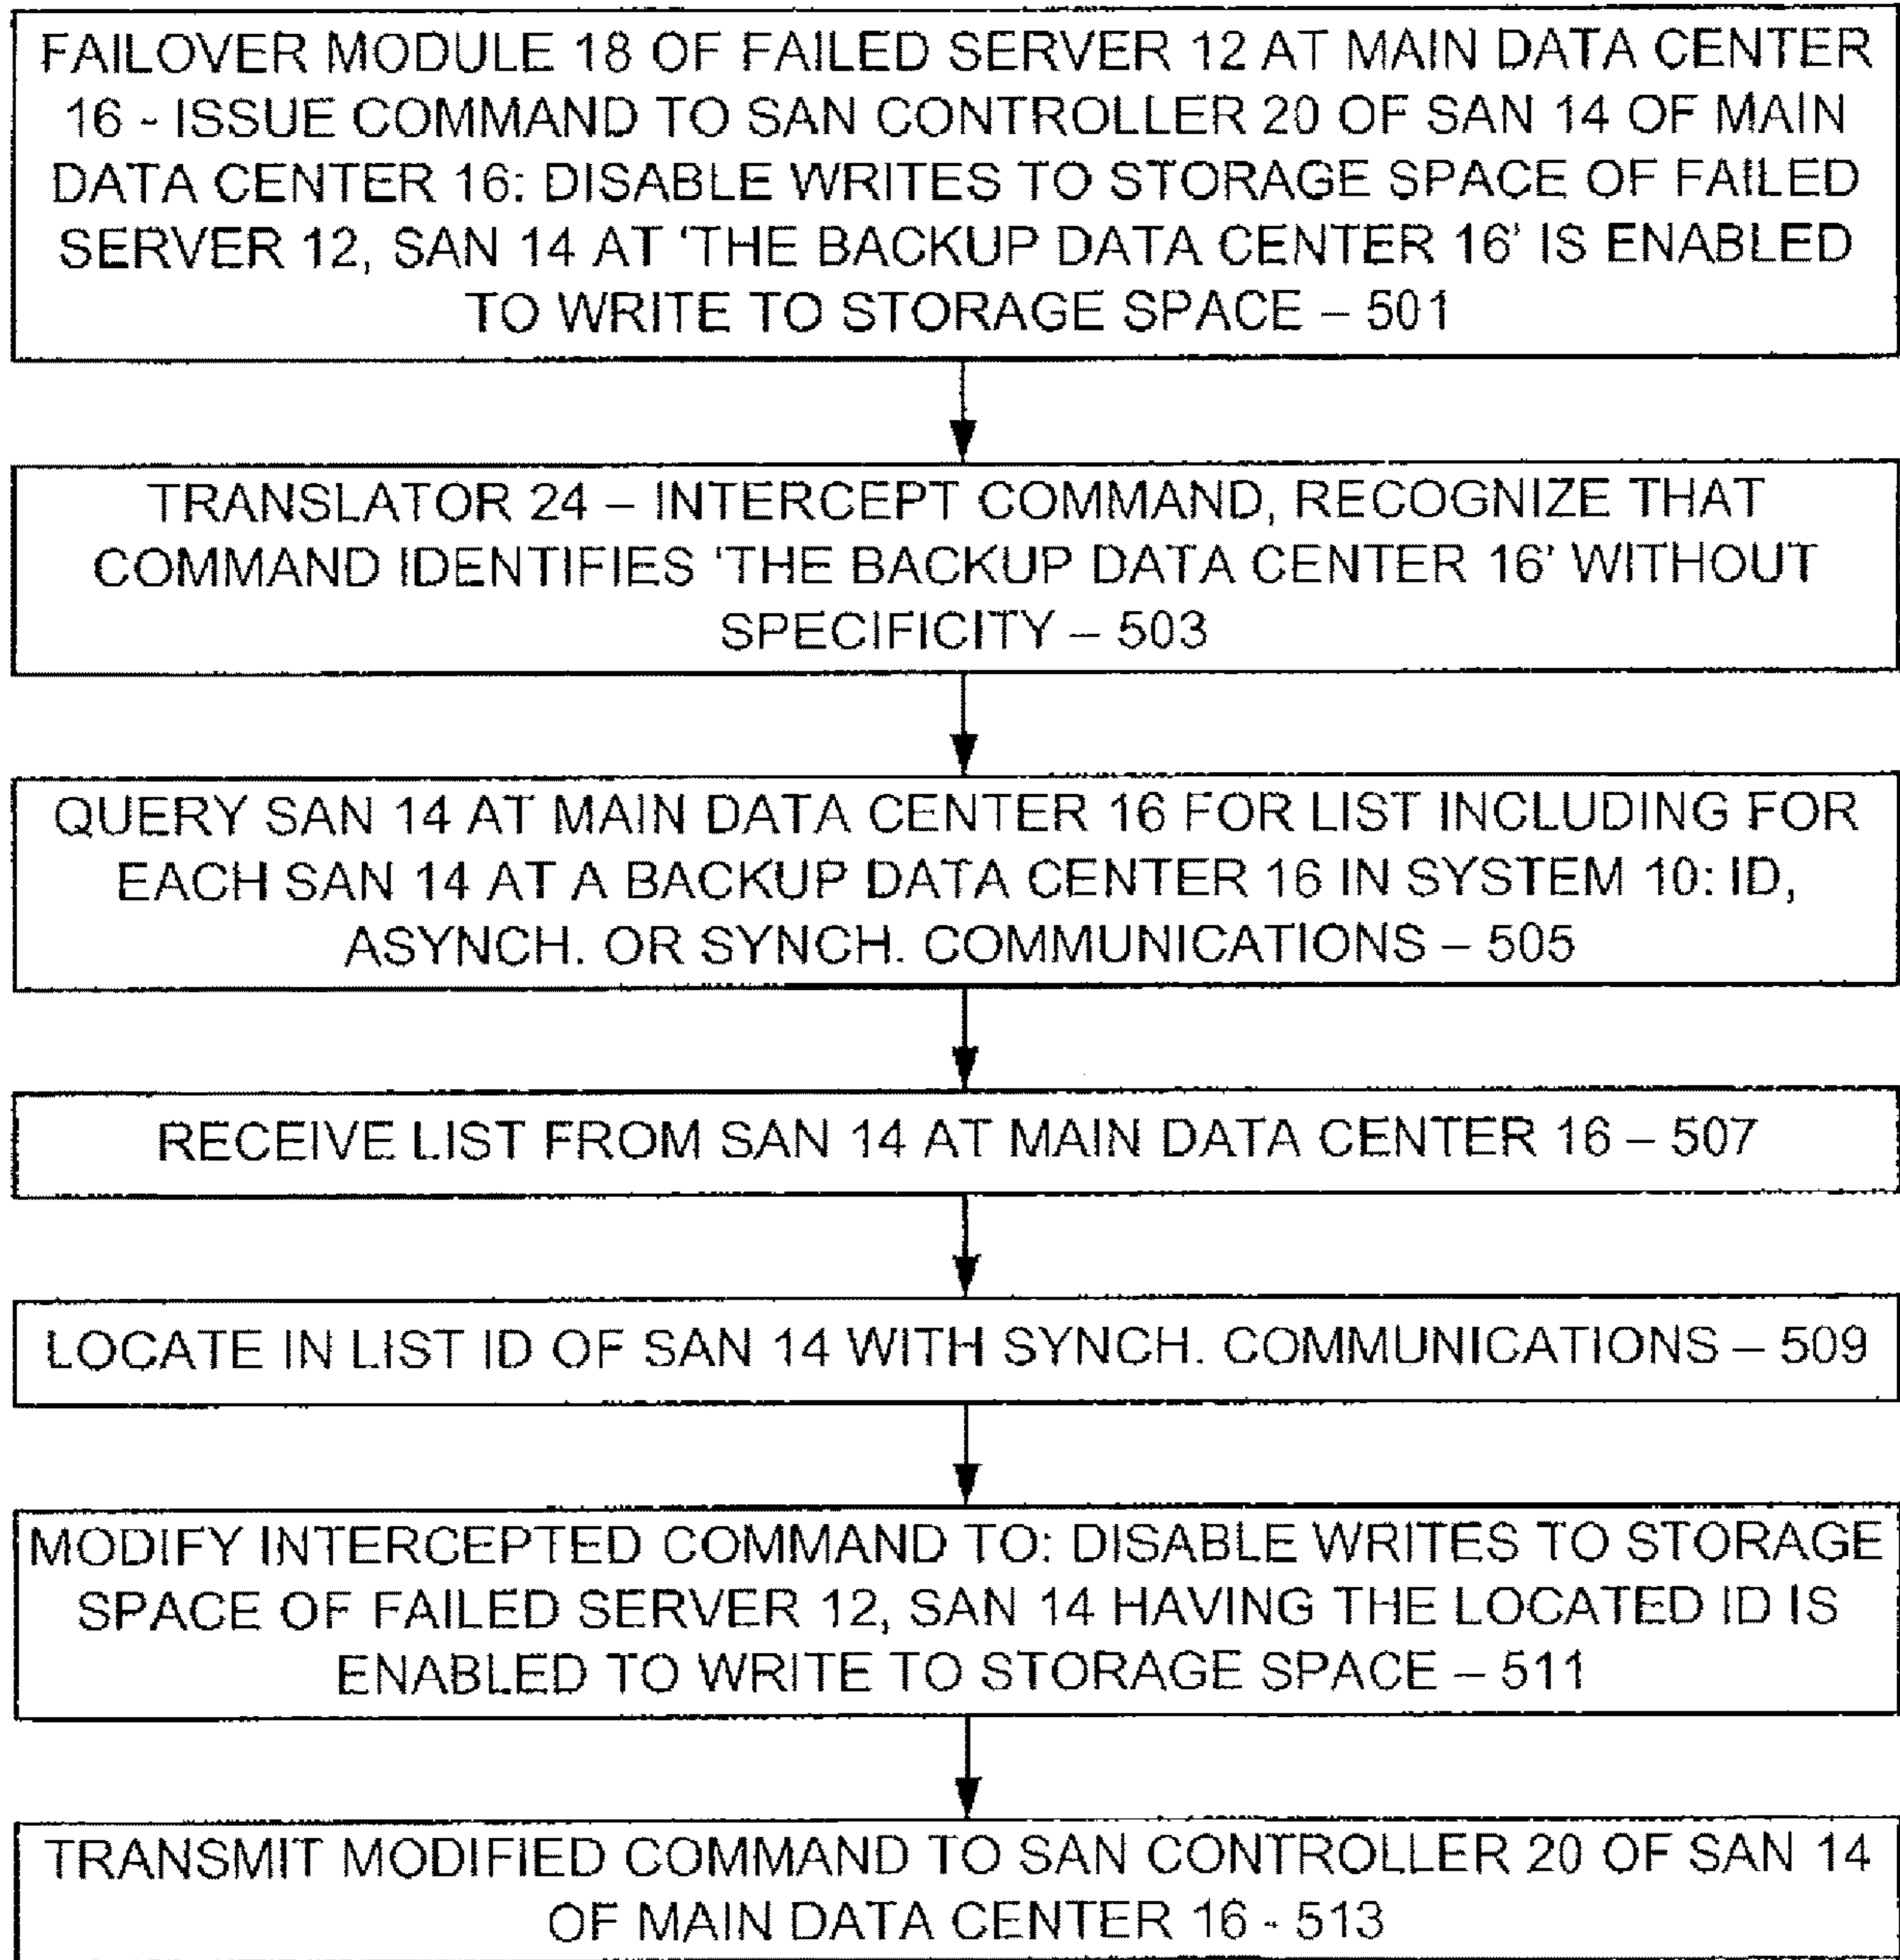 FAILOVER MODULE 18 OF FAILED SERVER 12 AT MAIN DATA CENTER
16 - ISSUE COMMAND TO SAN CONTROLLER 20 OF SAN 14 OF MAIN
DATA CENTER 16: DISABLE WRITES TO STORAGE SPACE OF FAILED
SERVER 12, SAN 14 AT 'THE BACKUP DATA CENTER 16' IS ENABLED
TO WRITE TO STORAGE SPACE – 501
TRANSLATOR 24 – INTERCEPT COMMAND, RECOGNIZE THAT
COMMAND IDENTIFIES 'THE BACKUP DATA CENTER 16' WITHOUT
SPECIFICITY – 503
QUERY SAN 14 AT MAIN DATA CENTER 16 FOR LIST INCLUDING FOR
EACH SAN 14 AT A BACKUP DATA CENTER 16 IN SYSTEM 10: ID,
ASYNCH. OR SYNCH. COMMUNICATIONS – 505
RECEIVE LIST FROM SAN 14 AT MAIN DATA CENTER 16 – 507
LOCATE IN LIST ID OF SAN 14 WITH SYNCH. COMMUNICATIONS – 509
MODIFY INTERCEPTED COMMAND TO: DISABLE WRITES TO STORAGE
SPACE OF FAILED SERVER 12, SAN 14 HAVING THE LOCATED ID IS
ENABLED TO WRITE TO STORAGE SPACE – 511
TRANSMIT MODIFIED COMMAND TO SAN CONTROLLER 20 OF SAN 14
OF MAIN DATA CENTER 16 - 513